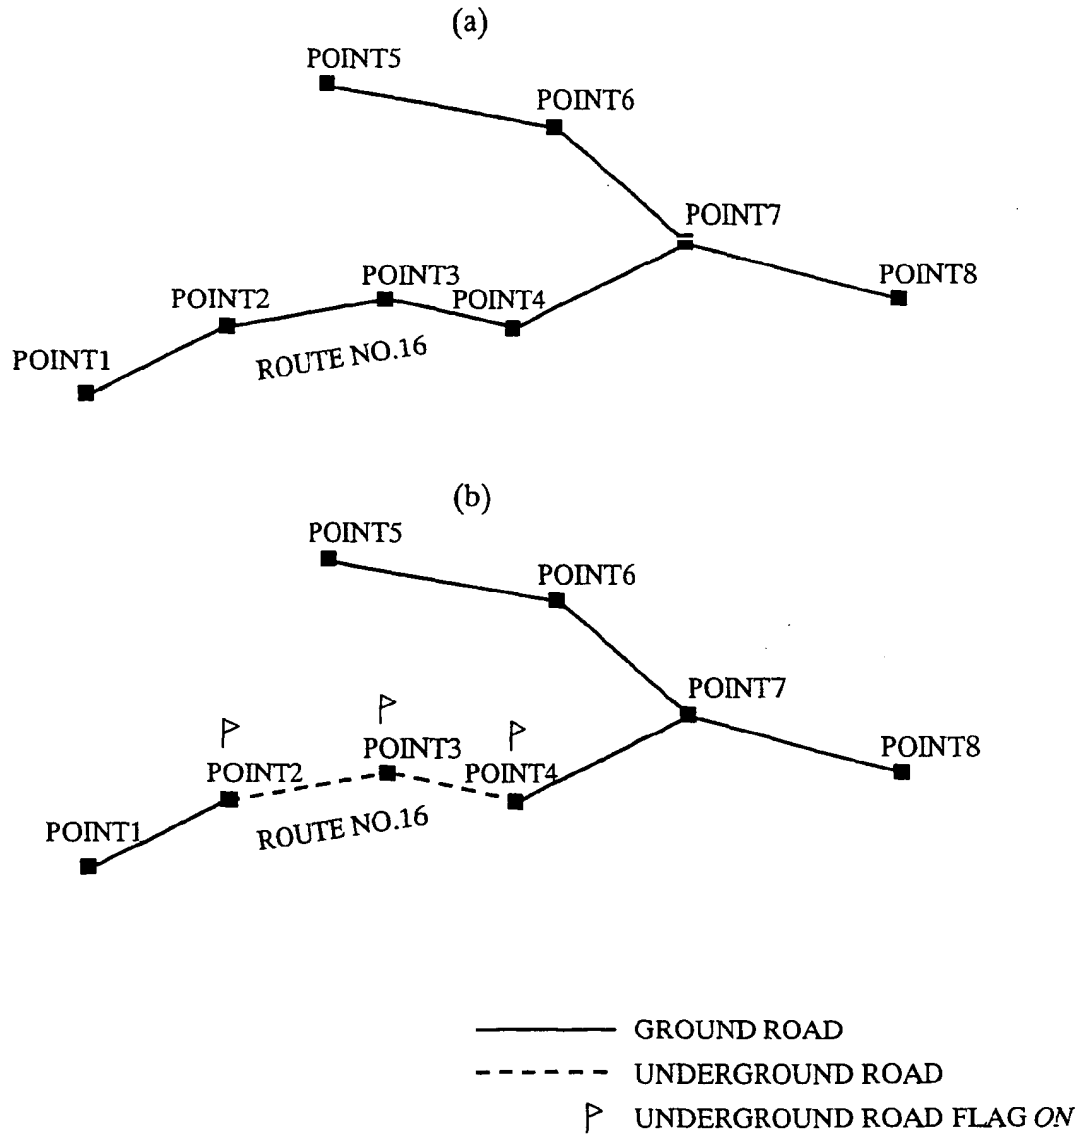 (a)
POINT5
POINT6
POINT7
POINT8
POINT3
POINT2
POINT4
ROUTE NO.16
POINT1
(b)
POINT5
POINT6
POINT7
POINT3
POINT8
POINT2
POINT4
ROUTE NO.16
POINT1
GROUND ROAD
UNDERGROUND ROAD
UNDERGROUND ROAD FLAG ON